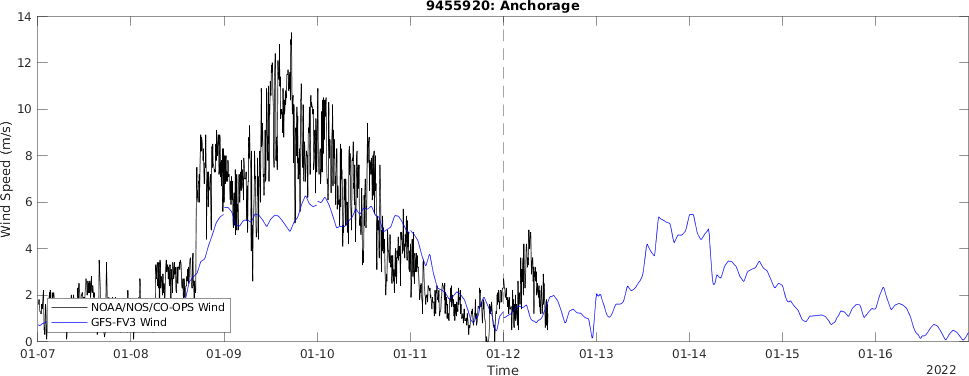 9455920: Anchorage
Wind Speed (m/s)
14
12
10
8
6
4
2
0
NOAA/NOS/CO-OPS Wind
GFS-FV3 Wind
01-07 01-08 01-09 01-10 01-11 01-12 01-13 01-14 01-15 01-16
Time
2022